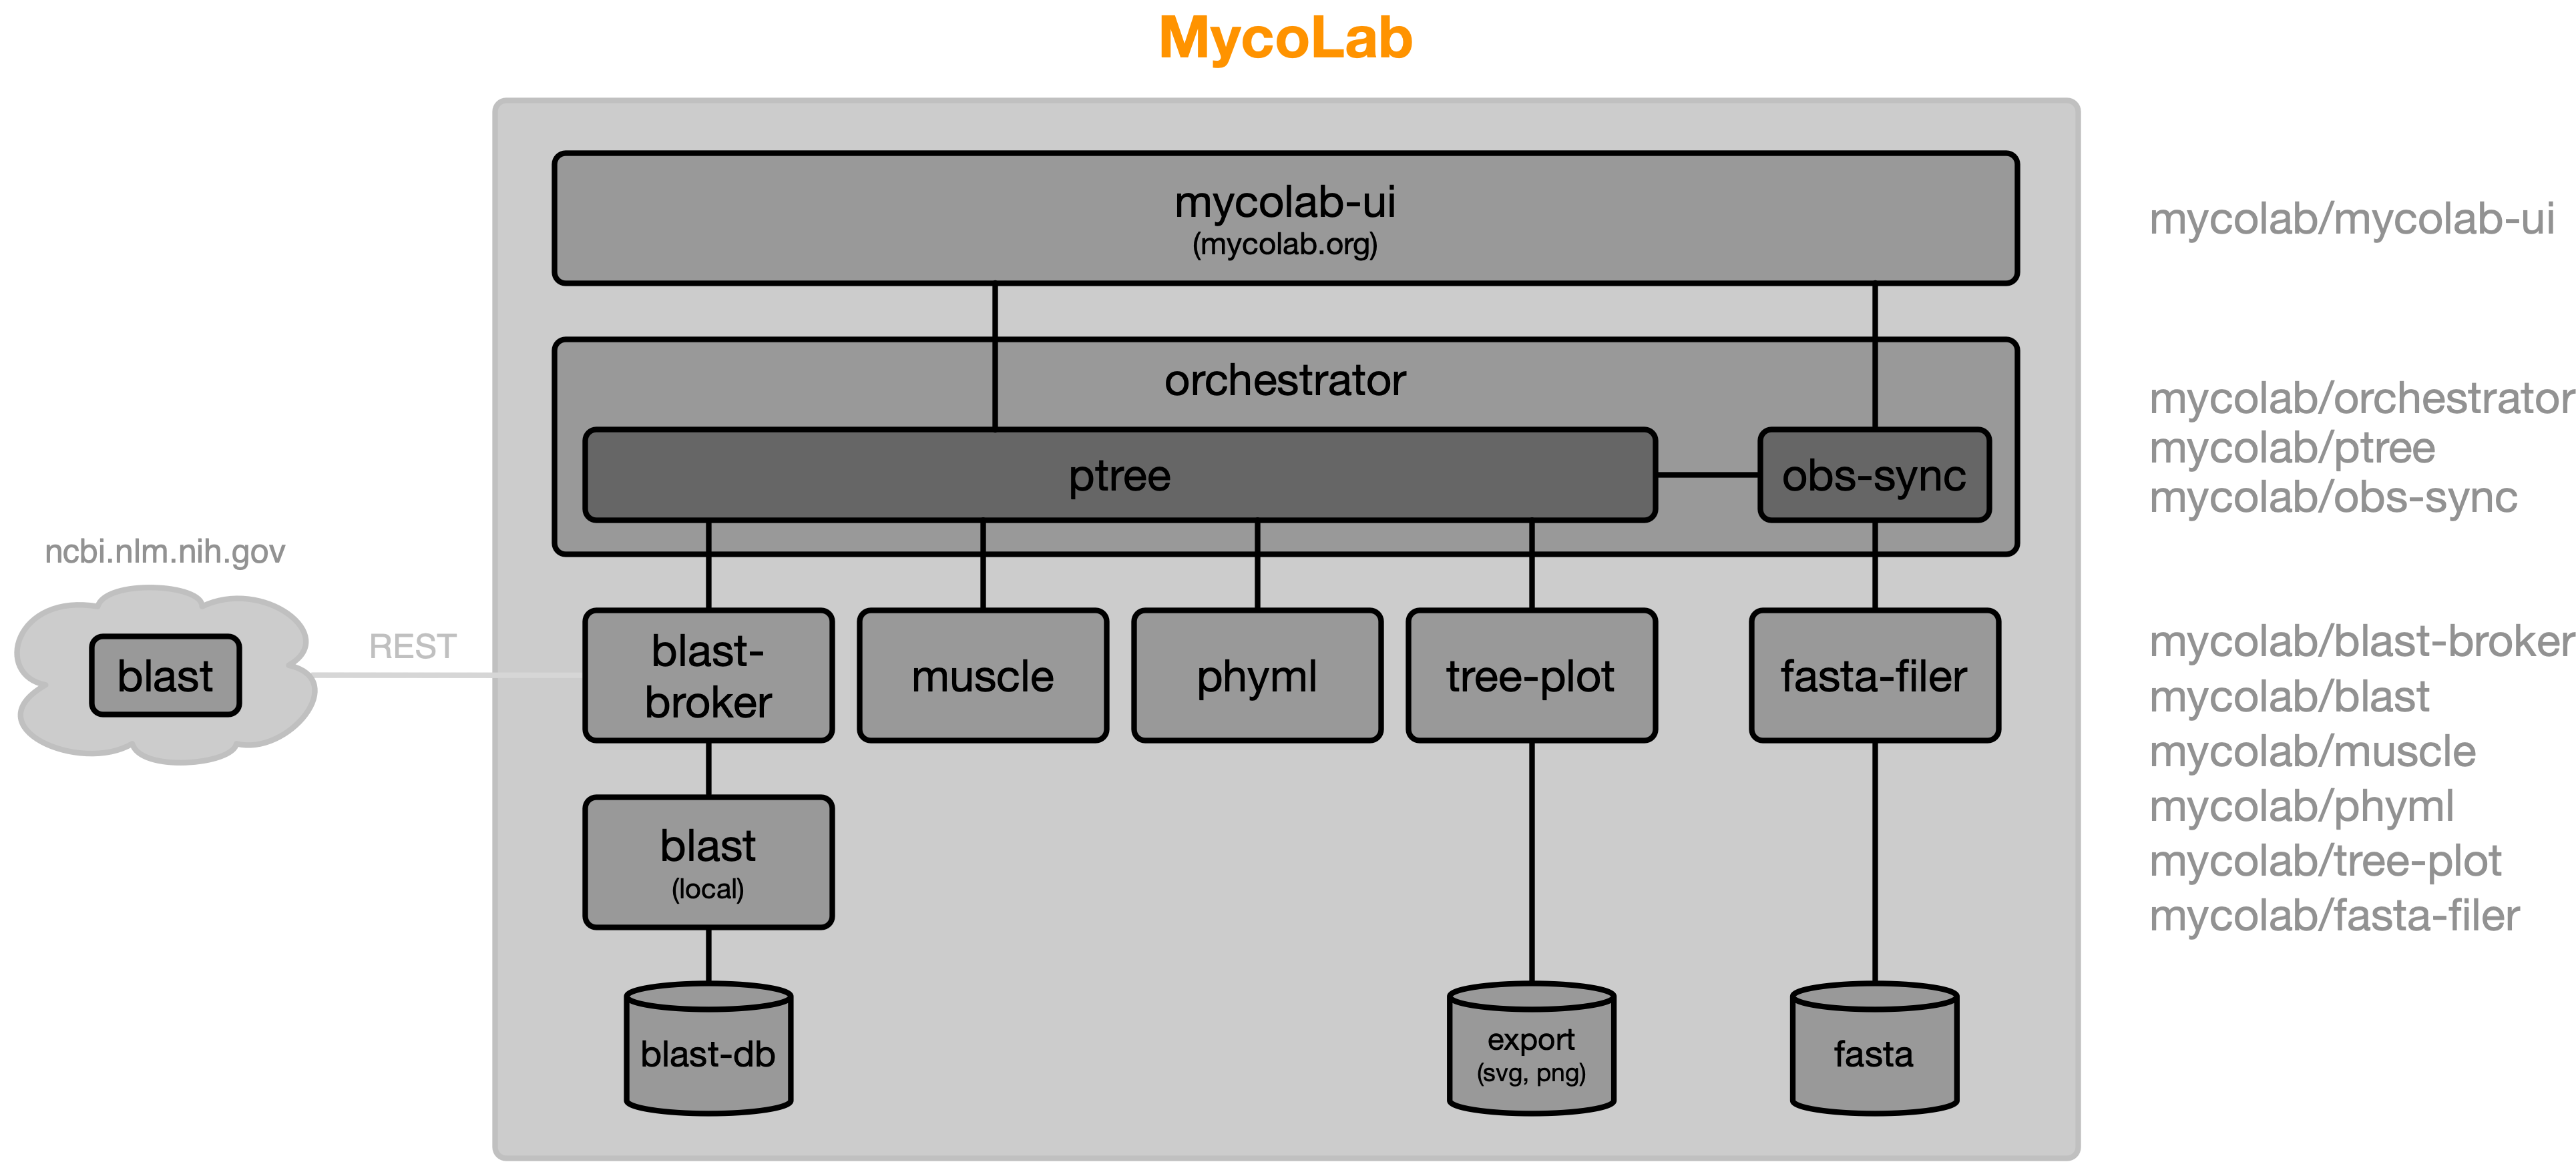 MycoLab
mycolab-ui
(mycolab.org)
mycolab/mycolab-ui
orchestrator
ptree
obs-sync
mycolab/orchestrator
mycolab/ptree
mycolab/obs-sync
ncbi.nlm.nih.gov
blast
REST
blast-
broker
muscle
phyml
tree-plot
fasta-filer
blast
(local)
blast-db
export
(svg, png)
fasta
mycolab/blast-broker
mycolab/blast
mycolab/muscle
mycolab/phyml
mycolab/tree-plot
mycolab/fasta-filer